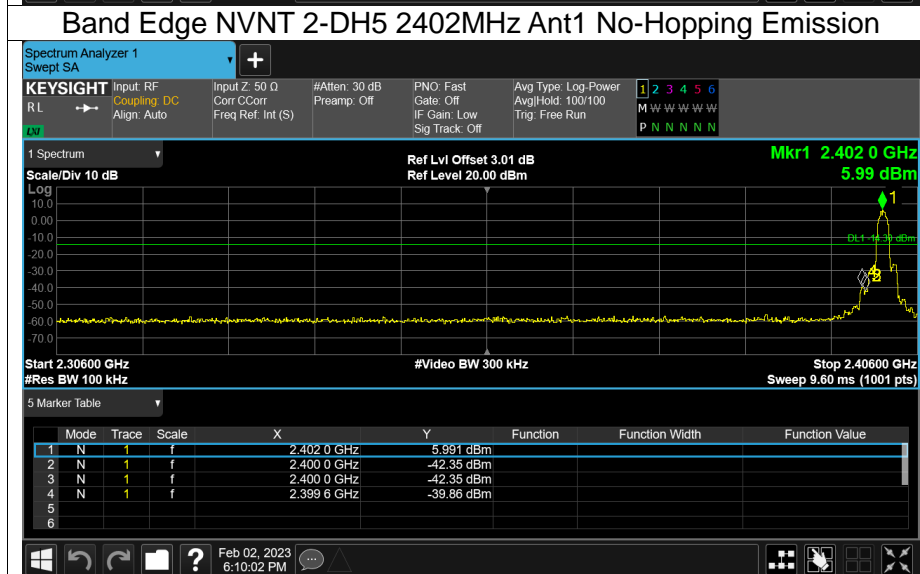 Band Edge NVNT 2-DH5 2402MHz Ant1 No-Hopping Emission
Spectrum Analyzer 1
Swept SA
KEYSIGHT Input: RF Input Z: 50 Ω #Atten: 30 dB PNO: Fast Avg Type: Log-Power 1 2 3 4 5 6
R L Coupling: DC Corr CCorr Preamp: Off Gate: Off Avg|Hold: 100/100 M W W W W W
Align: Auto Freq Ref: Int (S) IF Gain: Low Trig: Free Run
LXI Sig Track: Off P N N N N N
1 Spectrum Ref Lvl Offset 3.01 dB Mkr1 2.402 0 GHz
Scale/Div 10 dB Ref Level 20.00 dBm 5.99 dBm
Log
1
10.0
0.00
-10.0
DL1 -14.30 dBm
-20.0
-30.0
-40.0
-50.0
-60.0
-70.0
Start 2.30600 GHz #Video BW 300 kHz Stop 2.40600 GHz
#Res BW 100 kHz Sweep 9.60 ms (1001 pts)
5 Marker Table
Mode Trace Scale X Y Function Function Width Function Value
1 N 1 f 2.402 0 GHz 5.991 dBm
2 N 1 f 2.400 0 GHz -42.35 dBm
3 N 1 f 2.400 0 GHz -42.35 dBm
4 N 1 f 2.399 6 GHz -39.86 dBm
5
6
? Feb 02, 2023
6:10:02 PM